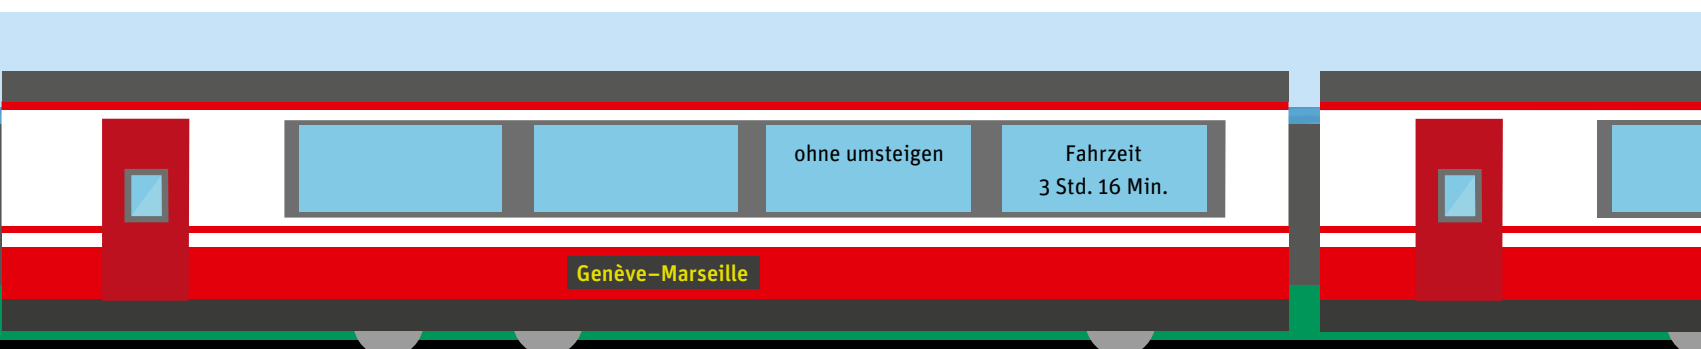 ohne umsteigen
Fahrzeit
3 Std. 16 Min.
Genève–Marseille